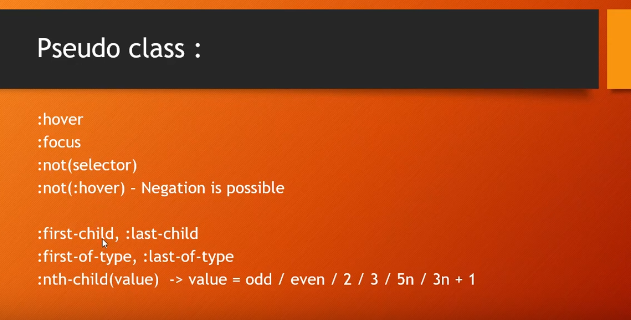 Pseudo class :
:hover
:focus
:not(selector)
:not(:hover) - Negation is possible
:first-child, :last-child
:first-of-type, :last-of-type
:nth-child(value) -> value = odd / even / 2 / 3 / 5n / 3n + 1